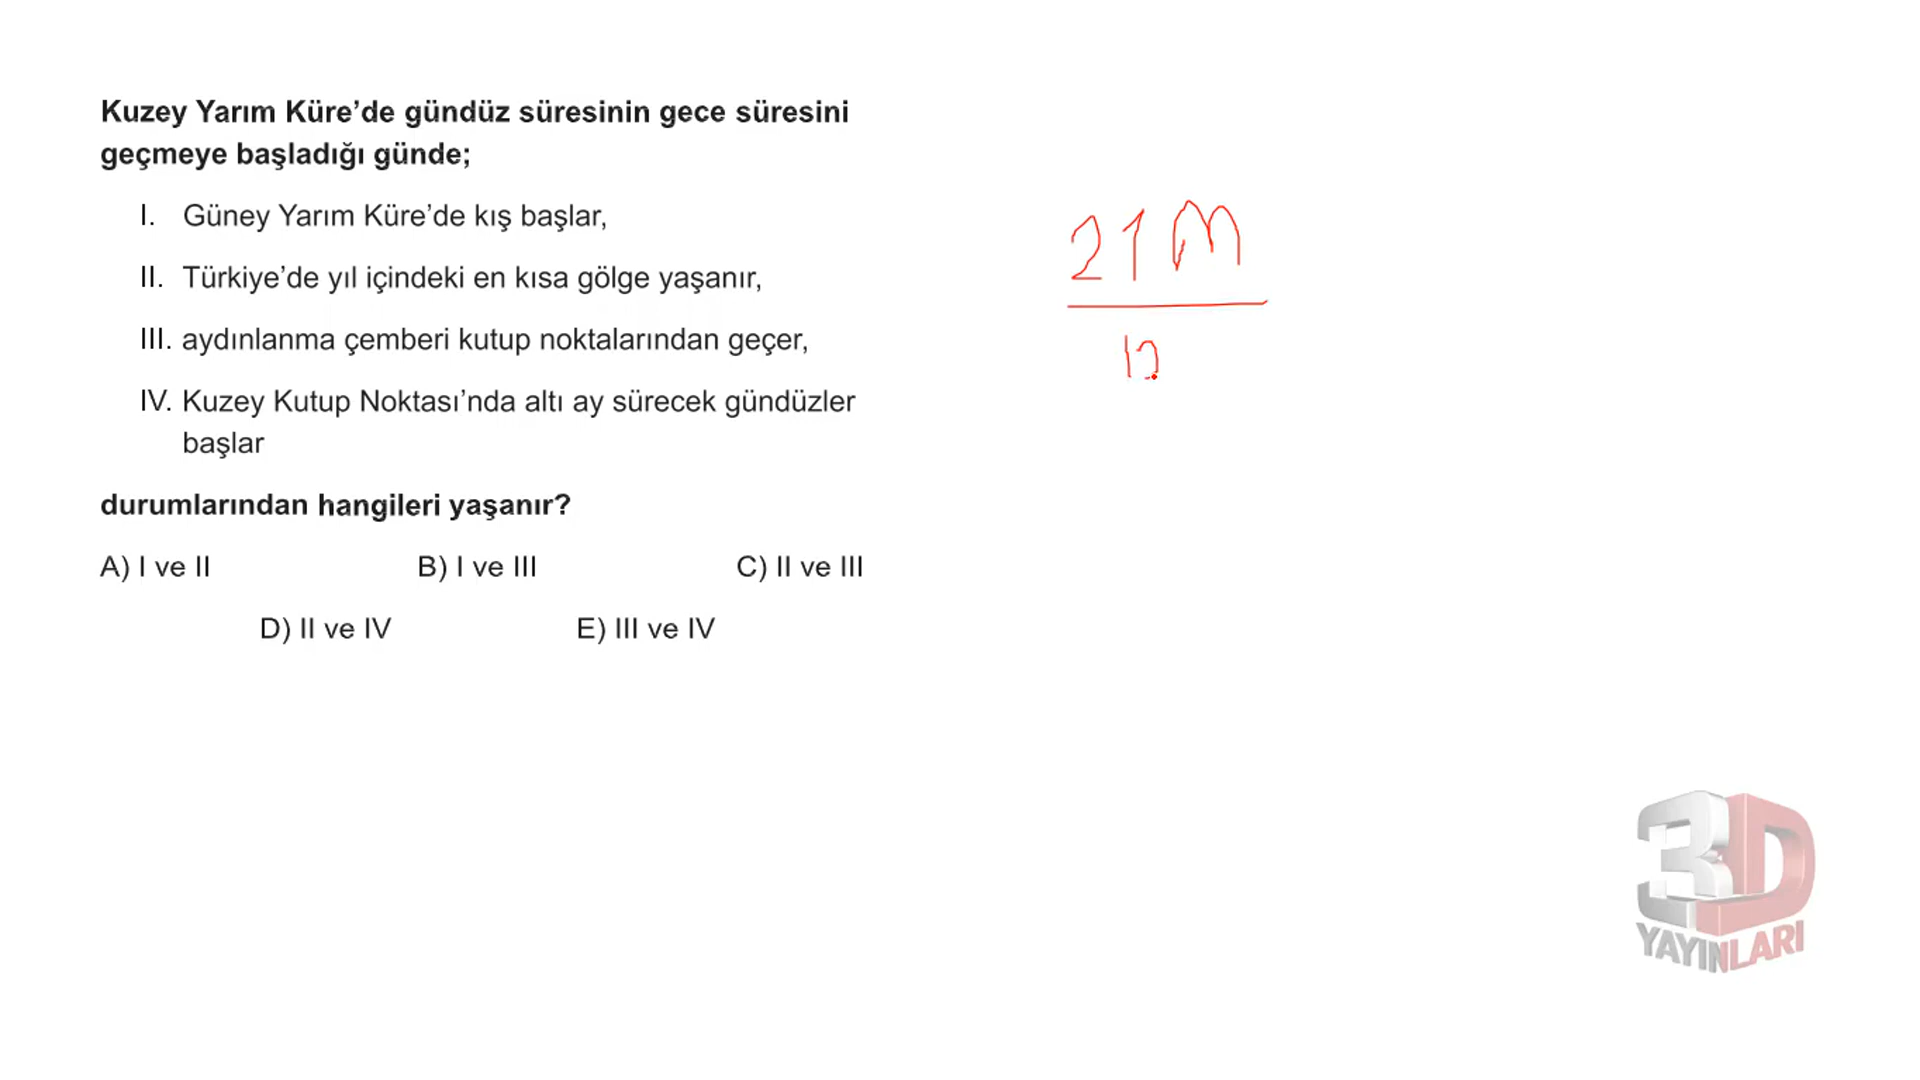 Kuzey Yarım Küre’de gündüz süresinin gece süresini
geçmeye başladığı günde;
I. Güney Yarım Küre’de kış başlar,
II. Türkiye’de yıl içindeki en kısa gölge yaşanır,
III. aydınlanma çemberi kutup noktalarından geçer,
IV. Kuzey Kutup Noktası’nda altı ay sürecek gündüzler
başlar
durumlarından hangileri yaşanır?
A) I ve II B) I ve III C) II ve III
D) II ve IV E) III ve IV
21 M
12
3D
YAYINLARI